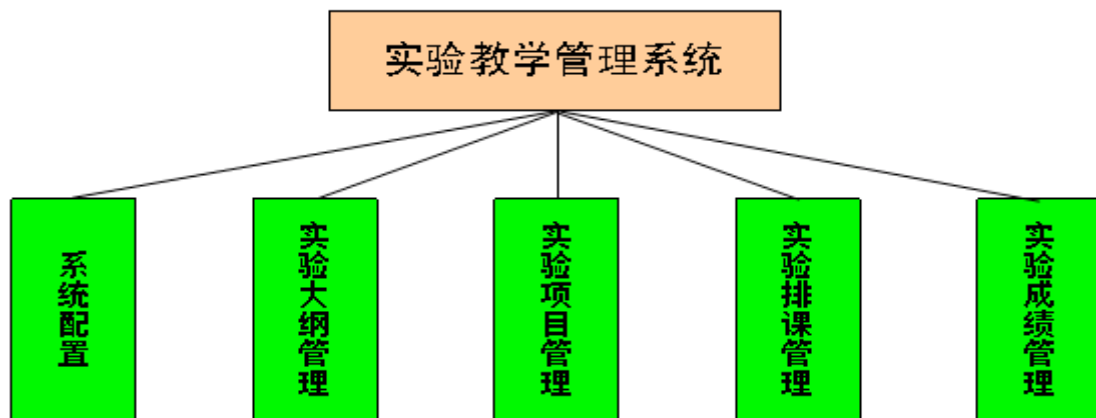 实验教学管理系统
系统配置
实验大纲管理
实验项目管理
实验排课管理
实验成绩管理